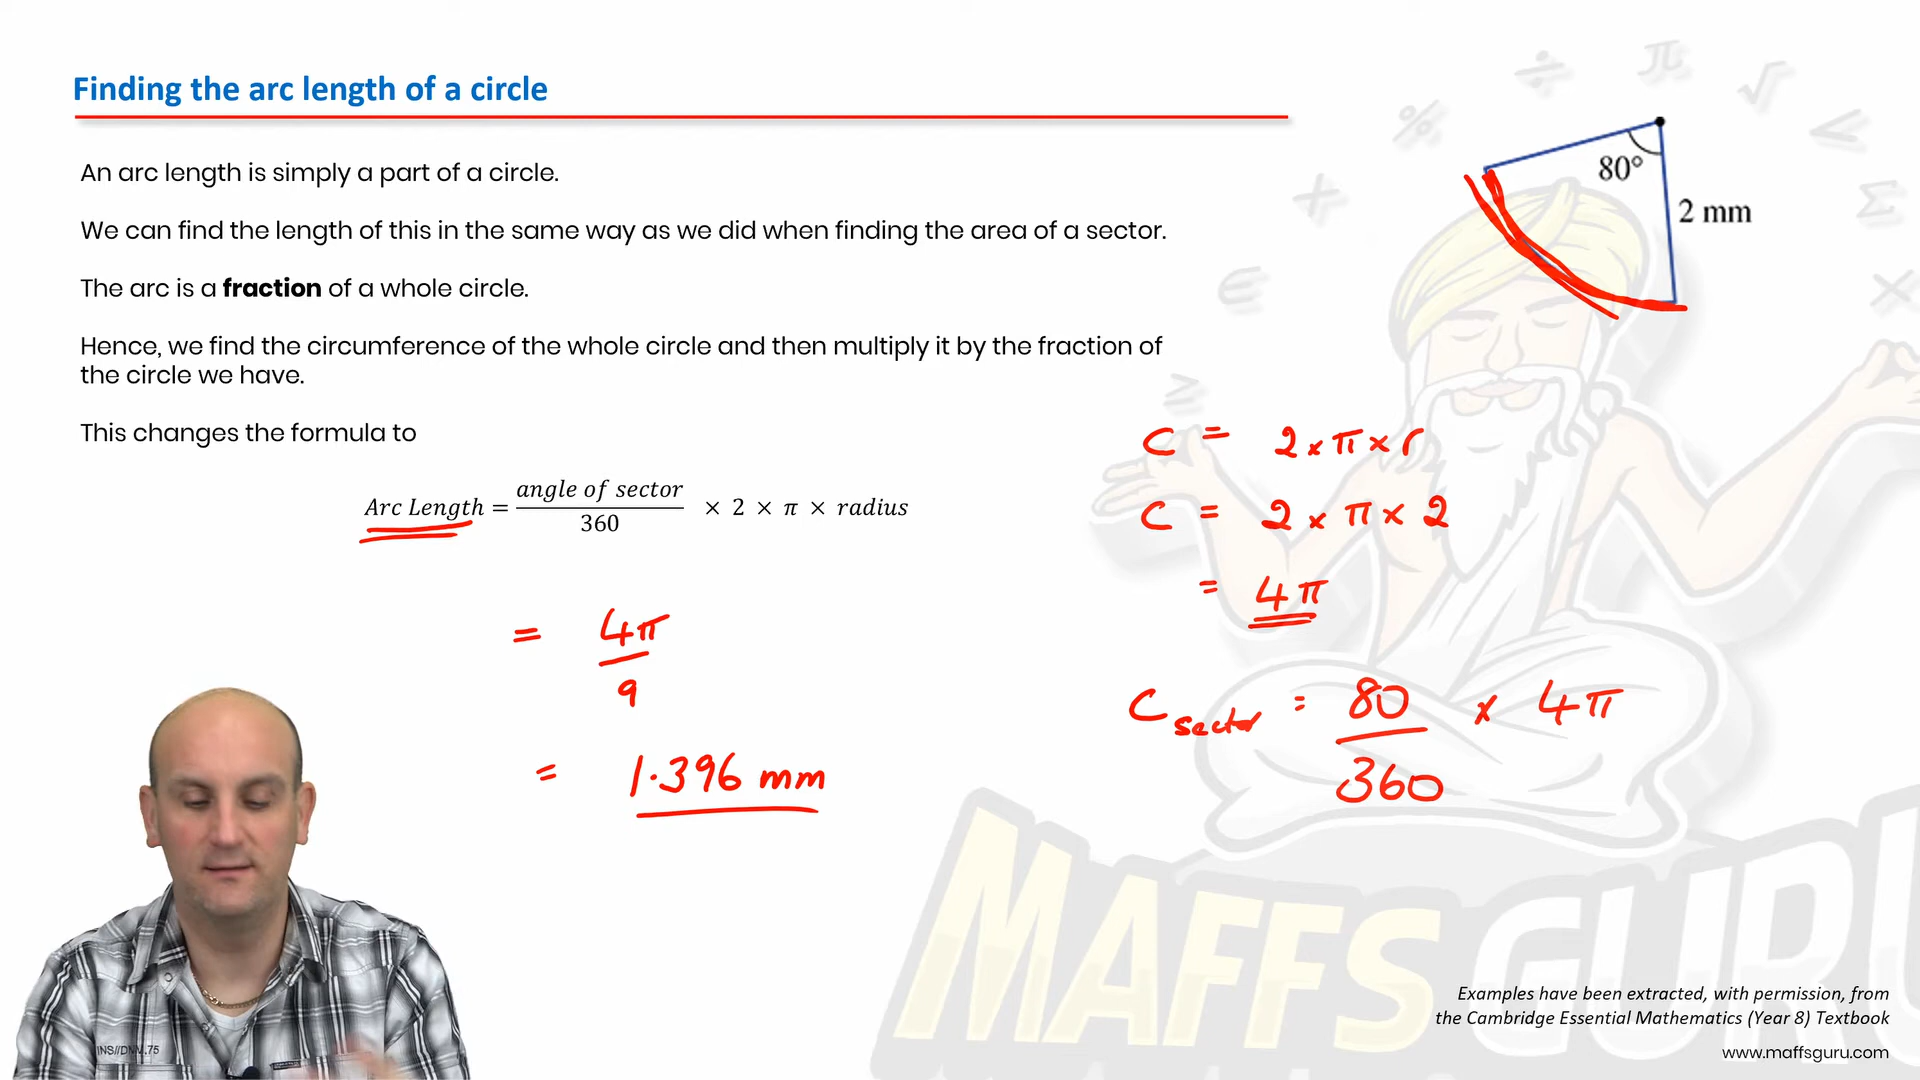 Finding the arc length of a circle
An arc length is simply a part of a circle.
We can find the length of this in the same way as we did when finding the area of a sector.
The arc is a fraction of a whole circle.
Hence, we find the circumference of the whole circle and then multiply it by the fraction of
the circle we have.
This changes the formula to
Arc Length = angle of sector / 360 × 2 × π × radius
= 4π / 9
= 1.396 mm
80°
2 mm
C = 2 × π × r
C = 2 × π × 2
= 4π
C sector = 80 / 360 × 4π
% ÷ π √ ∠ + Σ ∈ × ≥
MAFFS GURU
INS//DNV.75
Examples have been extracted, with permission, from
the Cambridge Essential Mathematics (Year 8) Textbook
www.maffsguru.com